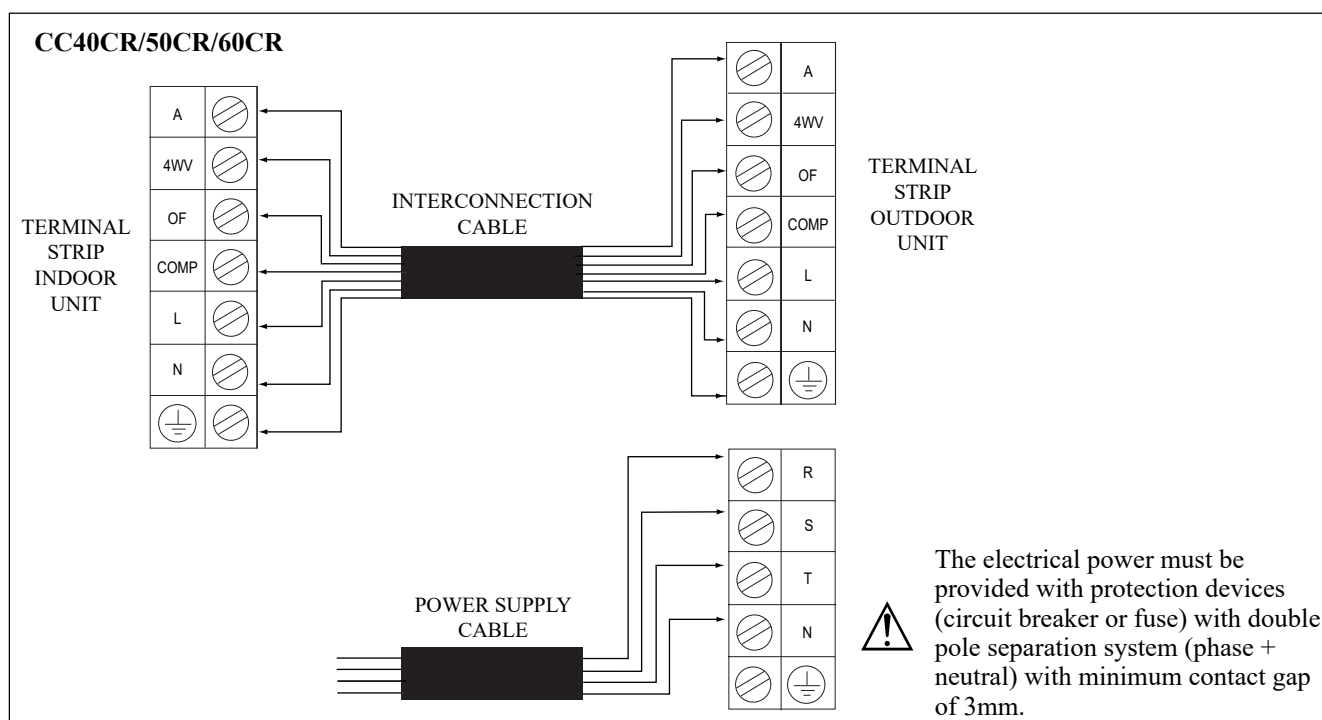 CC40CR/50CR/60CR
TERMINAL
STRIP
INDOOR
UNIT
A
4WV
OF
COMP
L
N
INTERCONNECTION
CABLE
A
4WV
OF
COMP
L
N
TERMINAL
STRIP
OUTDOOR
UNIT
POWER SUPPLY
CABLE
R
S
T
N
The electrical power must be
provided with protection devices
(circuit breaker or fuse) with double
pole separation system (phase +
neutral) with minimum contact gap
of 3mm.